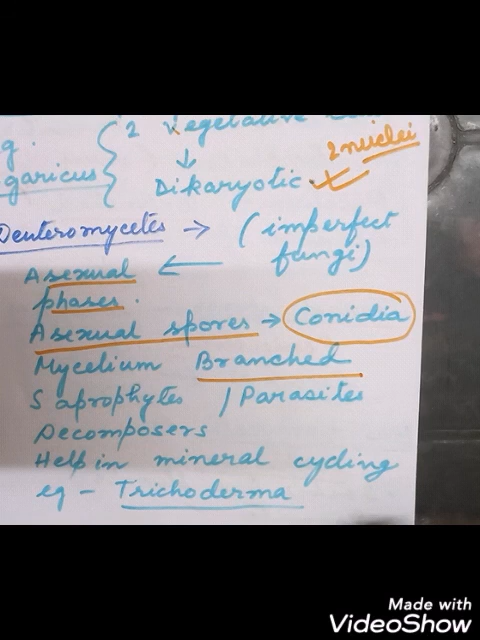 2 Vegetative
2 nuclei
g.
garicus
↓
Dikaryotic.
Deuteromycetes → (imperfect
fungi)
Asexual ←
phases.
Asexual spores → Conidia
Mycelium Branched
Saprophytes / Parasites
Decomposers
Help in mineral cycling
eg - Trichoderma
Made with
VideoShow